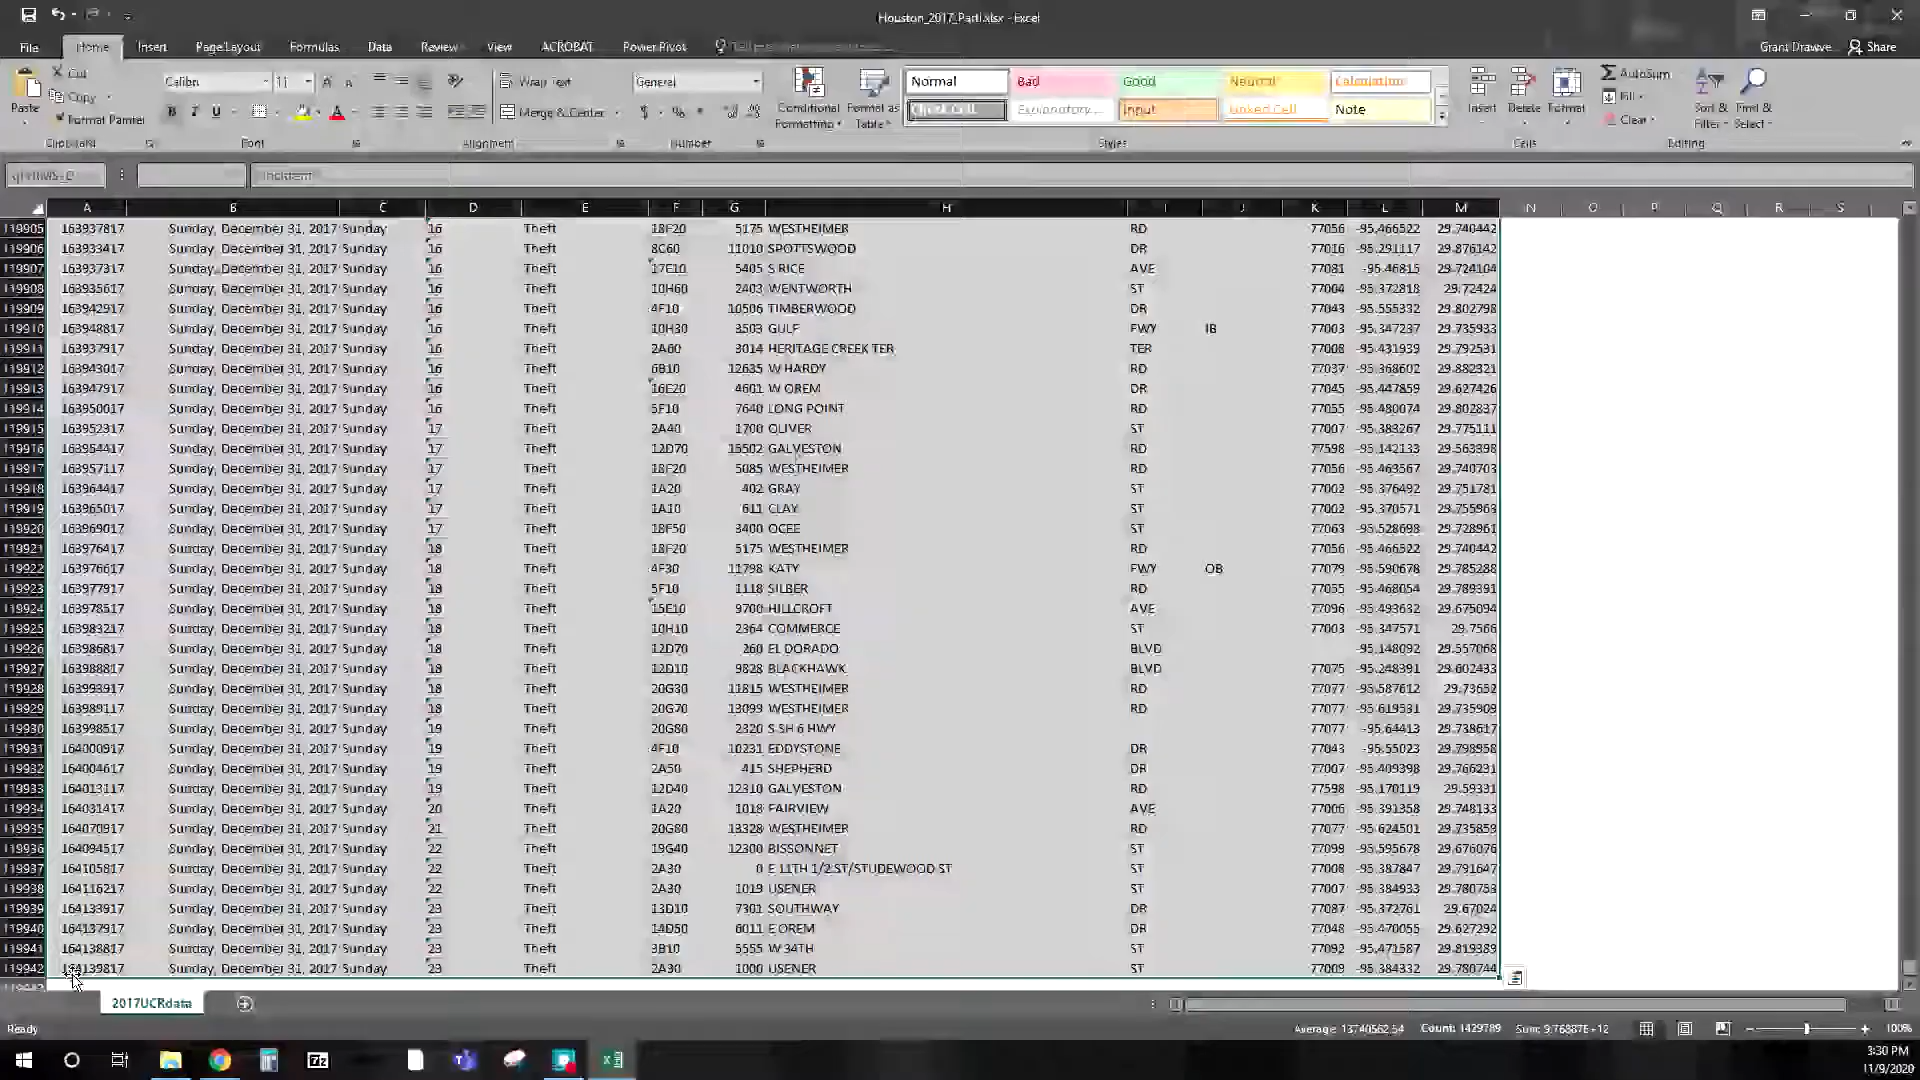 Houston_2017_PartI.xlsx - Excel
File Home Insert Page Layout Formulas Data Review View ACROBAT Power Pivot Grant Drawve... Share
Paste Cut Calibri 11 Wrap Text General Conditional Formatting Format as Table Normal Bad Good Neutral Calculation Insert Delete Format AutoSum Sort & Filter Find & Select
Copy Format Painter B I U Merge & Center $ % Check Cell Explanatory... Input Linked Cell Note Fill Clear
Clipboard Font Alignment Number Styles Cells Editing
Incident
A B C D E F G H I J K L M N O P Q R S
119905 163937817 Sunday, December 31, 2017 Sunday 16 Theft 18F20 5175 WESTHEIMER RD 77056 -95.466522 29.740442
119906 163933417 Sunday, December 31, 2017 Sunday 16 Theft 8C60 11010 SPOTTSWOOD DR 77016 -95.291117 29.876142
119907 163937317 Sunday, December 31, 2017 Sunday 16 Theft 17E10 5405 S RICE AVE 77081 -95.46815 29.724104
119908 163935617 Sunday, December 31, 2017 Sunday 16 Theft 10H60 2403 WENTWORTH ST 77004 -95.372818 29.72424
119909 163942917 Sunday, December 31, 2017 Sunday 16 Theft 4F10 10506 TIMBERWOOD DR 77043 -95.555332 29.802798
119910 163948817 Sunday, December 31, 2017 Sunday 16 Theft 10H30 3503 GULF FWY IB 77003 -95.347237 29.735933
119911 163937917 Sunday, December 31, 2017 Sunday 16 Theft 2A60 3014 HERITAGE CREEK TER TER 77008 -95.431939 29.792531
119912 163943017 Sunday, December 31, 2017 Sunday 16 Theft 6B10 12635 W HARDY RD 77037 -95.368602 29.882321
119913 163947917 Sunday, December 31, 2017 Sunday 16 Theft 16E20 4601 W OREM DR 77045 -95.447859 29.627426
119914 163950017 Sunday, December 31, 2017 Sunday 16 Theft 5F10 7640 LONG POINT RD 77055 -95.480074 29.802837
119915 163952317 Sunday, December 31, 2017 Sunday 17 Theft 2A40 1700 OLIVER ST 77007 -95.383267 29.775111
119916 163954417 Sunday, December 31, 2017 Sunday 17 Theft 12D70 16502 GALVESTON RD 77598 -95.142133 29.563398
119917 163957117 Sunday, December 31, 2017 Sunday 17 Theft 18F20 5085 WESTHEIMER RD 77056 -95.463567 29.740703
119918 163964417 Sunday, December 31, 2017 Sunday 17 Theft 1A20 402 GRAY ST 77002 -95.376492 29.751781
119919 163965017 Sunday, December 31, 2017 Sunday 17 Theft 1A10 611 CLAY ST 77002 -95.370571 29.755963
119920 163969017 Sunday, December 31, 2017 Sunday 17 Theft 18F50 3400 OCEE ST 77063 -95.528698 29.728961
119921 163976417 Sunday, December 31, 2017 Sunday 18 Theft 18F20 5175 WESTHEIMER RD 77056 -95.466522 29.740442
119922 163976617 Sunday, December 31, 2017 Sunday 18 Theft 4F30 11798 KATY FWY OB 77079 -95.590678 29.785288
119923 163977917 Sunday, December 31, 2017 Sunday 18 Theft 5F10 1118 SILBER RD 77055 -95.468054 29.789391
119924 163978517 Sunday, December 31, 2017 Sunday 18 Theft 15E10 9700 HILLCROFT AVE 77096 -95.493632 29.675094
119925 163983217 Sunday, December 31, 2017 Sunday 18 Theft 10H10 2364 COMMERCE ST 77003 -95.347571 29.7566
119926 163986817 Sunday, December 31, 2017 Sunday 18 Theft 12D70 260 EL DORADO BLVD -95.148092 29.557068
119927 163988817 Sunday, December 31, 2017 Sunday 18 Theft 12D10 9828 BLACKHAWK BLVD 77075 -95.248391 29.602433
119928 163993917 Sunday, December 31, 2017 Sunday 18 Theft 20G30 11815 WESTHEIMER RD 77077 -95.587612 29.73652
119929 163989117 Sunday, December 31, 2017 Sunday 18 Theft 20G70 13099 WESTHEIMER RD 77077 -95.619531 29.735909
119930 163998517 Sunday, December 31, 2017 Sunday 19 Theft 20G80 2320 S SH 6 HWY 77077 -95.64413 29.738617
119931 164000917 Sunday, December 31, 2017 Sunday 19 Theft 4F10 10231 EDDYSTONE DR 77043 -95.55023 29.798958
119932 164004617 Sunday, December 31, 2017 Sunday 19 Theft 2A50 415 SHEPHERD DR 77007 -95.409398 29.766231
119933 164013117 Sunday, December 31, 2017 Sunday 19 Theft 12D40 12310 GALVESTON RD 77598 -95.170119 29.59331
119934 164031417 Sunday, December 31, 2017 Sunday 20 Theft 1A20 1018 FAIRVIEW AVE 77006 -95.391358 29.748133
119935 164070917 Sunday, December 31, 2017 Sunday 21 Theft 20G80 13328 WESTHEIMER RD 77077 -95.624501 29.735859
119936 164094517 Sunday, December 31, 2017 Sunday 22 Theft 19G40 12300 BISSONNET ST 77099 -95.595678 29.676076
119937 164105817 Sunday, December 31, 2017 Sunday 22 Theft 2A30 0 E 11TH 1/2 ST/STUDEWOOD ST ST 77008 -95.387847 29.791647
119938 164116217 Sunday, December 31, 2017 Sunday 22 Theft 2A30 1019 USENER ST 77007 -95.384933 29.780753
119939 164133917 Sunday, December 31, 2017 Sunday 23 Theft 13D10 7301 SOUTHWAY DR 77087 -95.372761 29.67024
119940 164137917 Sunday, December 31, 2017 Sunday 23 Theft 14D50 6011 E OREM DR 77048 -95.470055 29.627292
119941 164138817 Sunday, December 31, 2017 Sunday 23 Theft 3B10 5555 W 34TH ST 77092 -95.471587 29.819389
119942 164139817 Sunday, December 31, 2017 Sunday 23 Theft 2A30 1000 USENER ST 77009 -95.384332 29.780744
2017UCRdata
Ready Average: 13740562.54 Count: 1429789 Sum: 9.76887E+12 100%
3:30 PM
11/9/2020